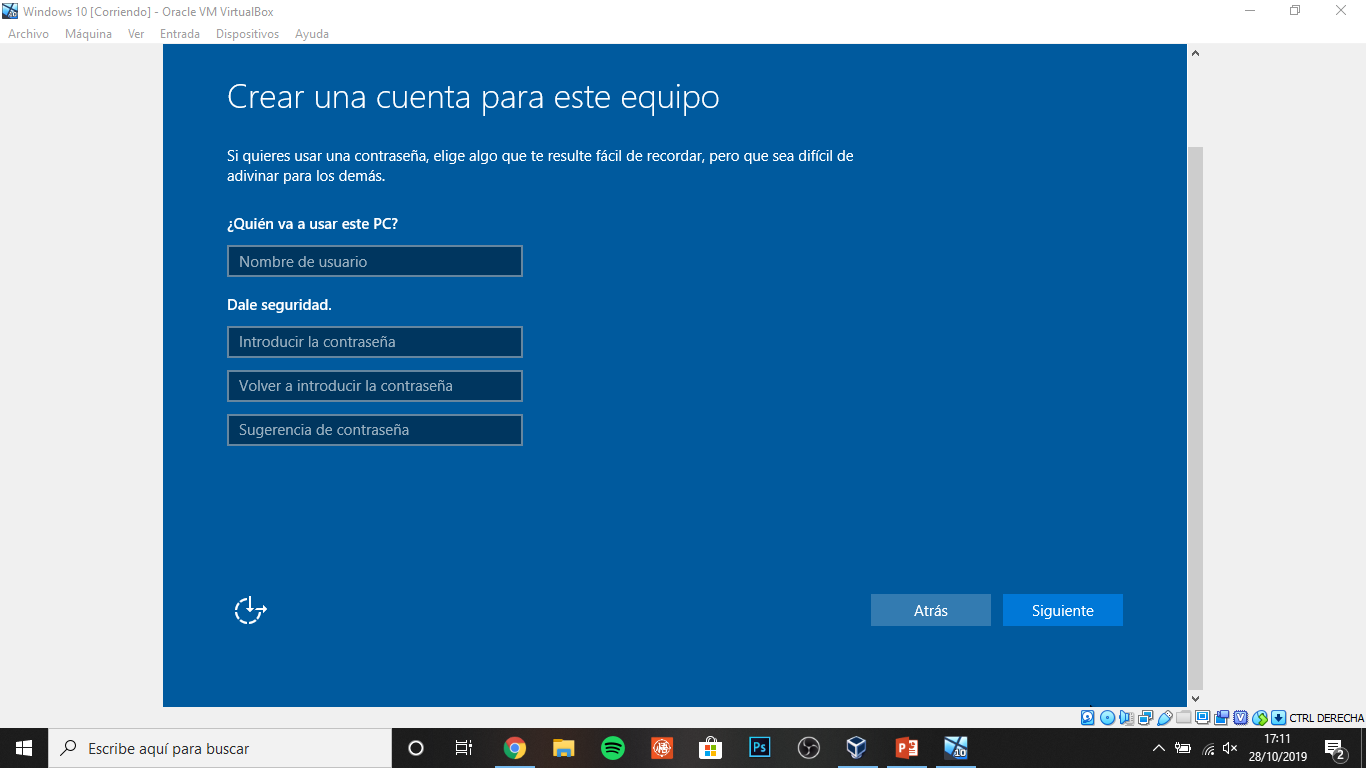 Windows 10 [Corriendo] - Oracle VM VirtualBox
Archivo Máquina Ver Entrada Dispositivos Ayuda
Crear una cuenta para este equipo
Si quieres usar una contraseña, elige algo que te resulte fácil de recordar, pero que sea difícil de
adivinar para los demás.
¿Quién va a usar este PC?
Nombre de usuario
Dale seguridad.
Introducir la contraseña
Volver a introducir la contraseña
Sugerencia de contraseña
Atrás Siguiente
CTRL DERECHA
Escribe aquí para buscar
Ps
10
17:11
28/10/2019
2